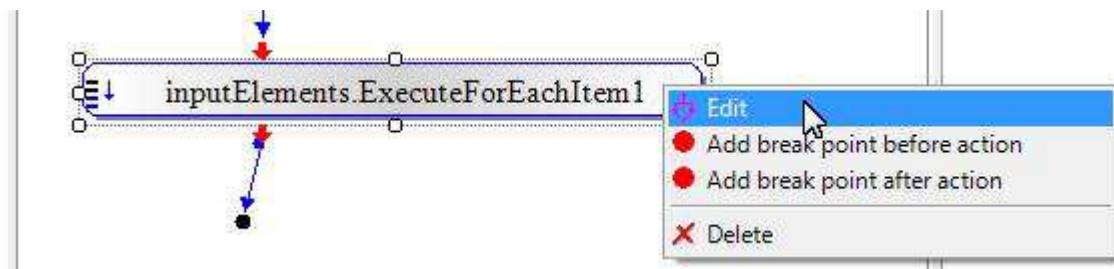 inputElements.ExecuteForEachItem1
Edit
Add break point before action
Add break point after action
Delete